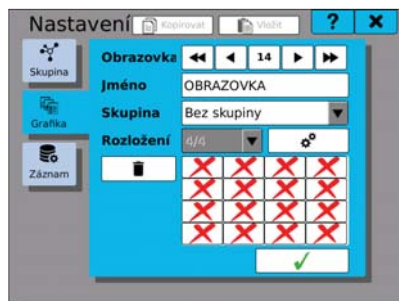 Nastavení Kopírovat Vložit ? X
Skupina
Obrazovka 14
Jméno OBRAZOVKA
Grafika
Skupina Bez skupiny
Rozložení 4/4
Záznam